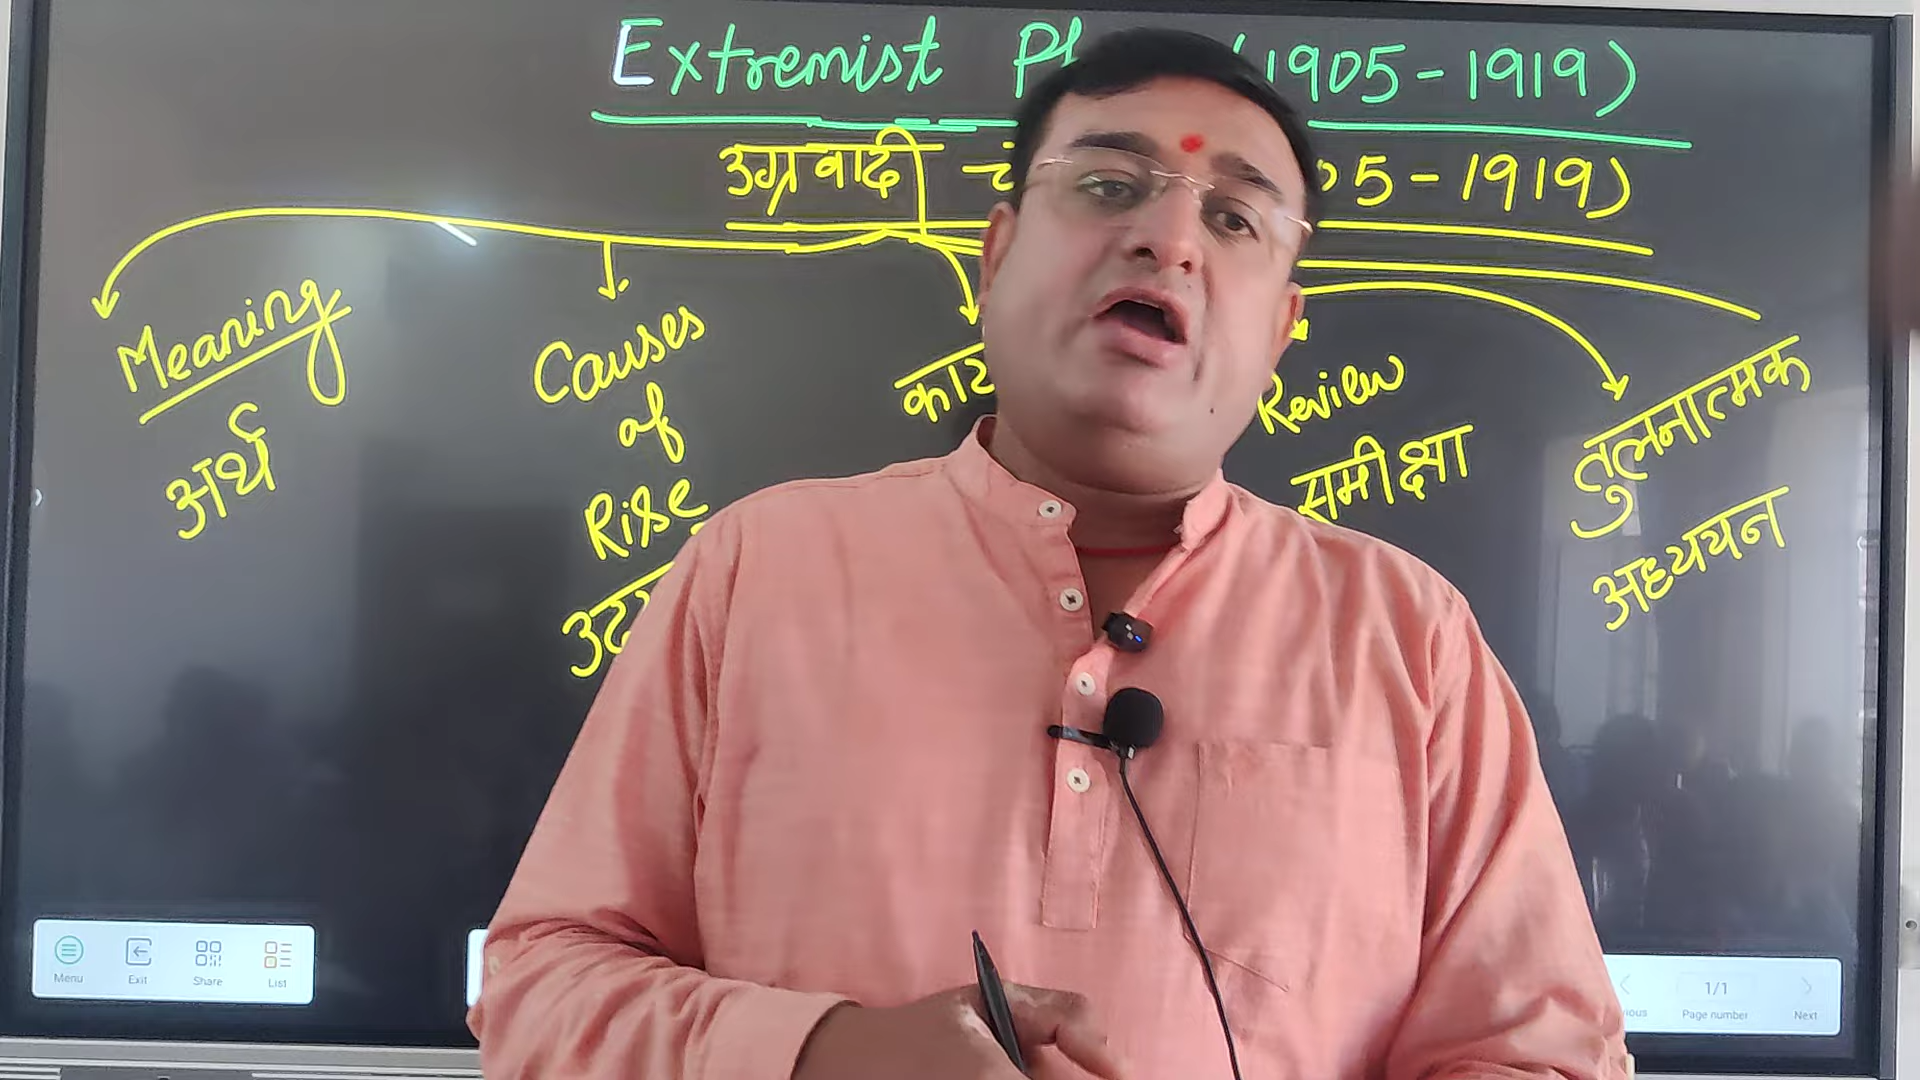 Extremist (1905-1919)
उग्रवादी 5-1919)
Meaning
अर्थ
Causes
of
Rise
Review
समीक्षा
तुलनात्मक
अध्ययन
Menu
Exit
Share
List
1/1
Page number
Next